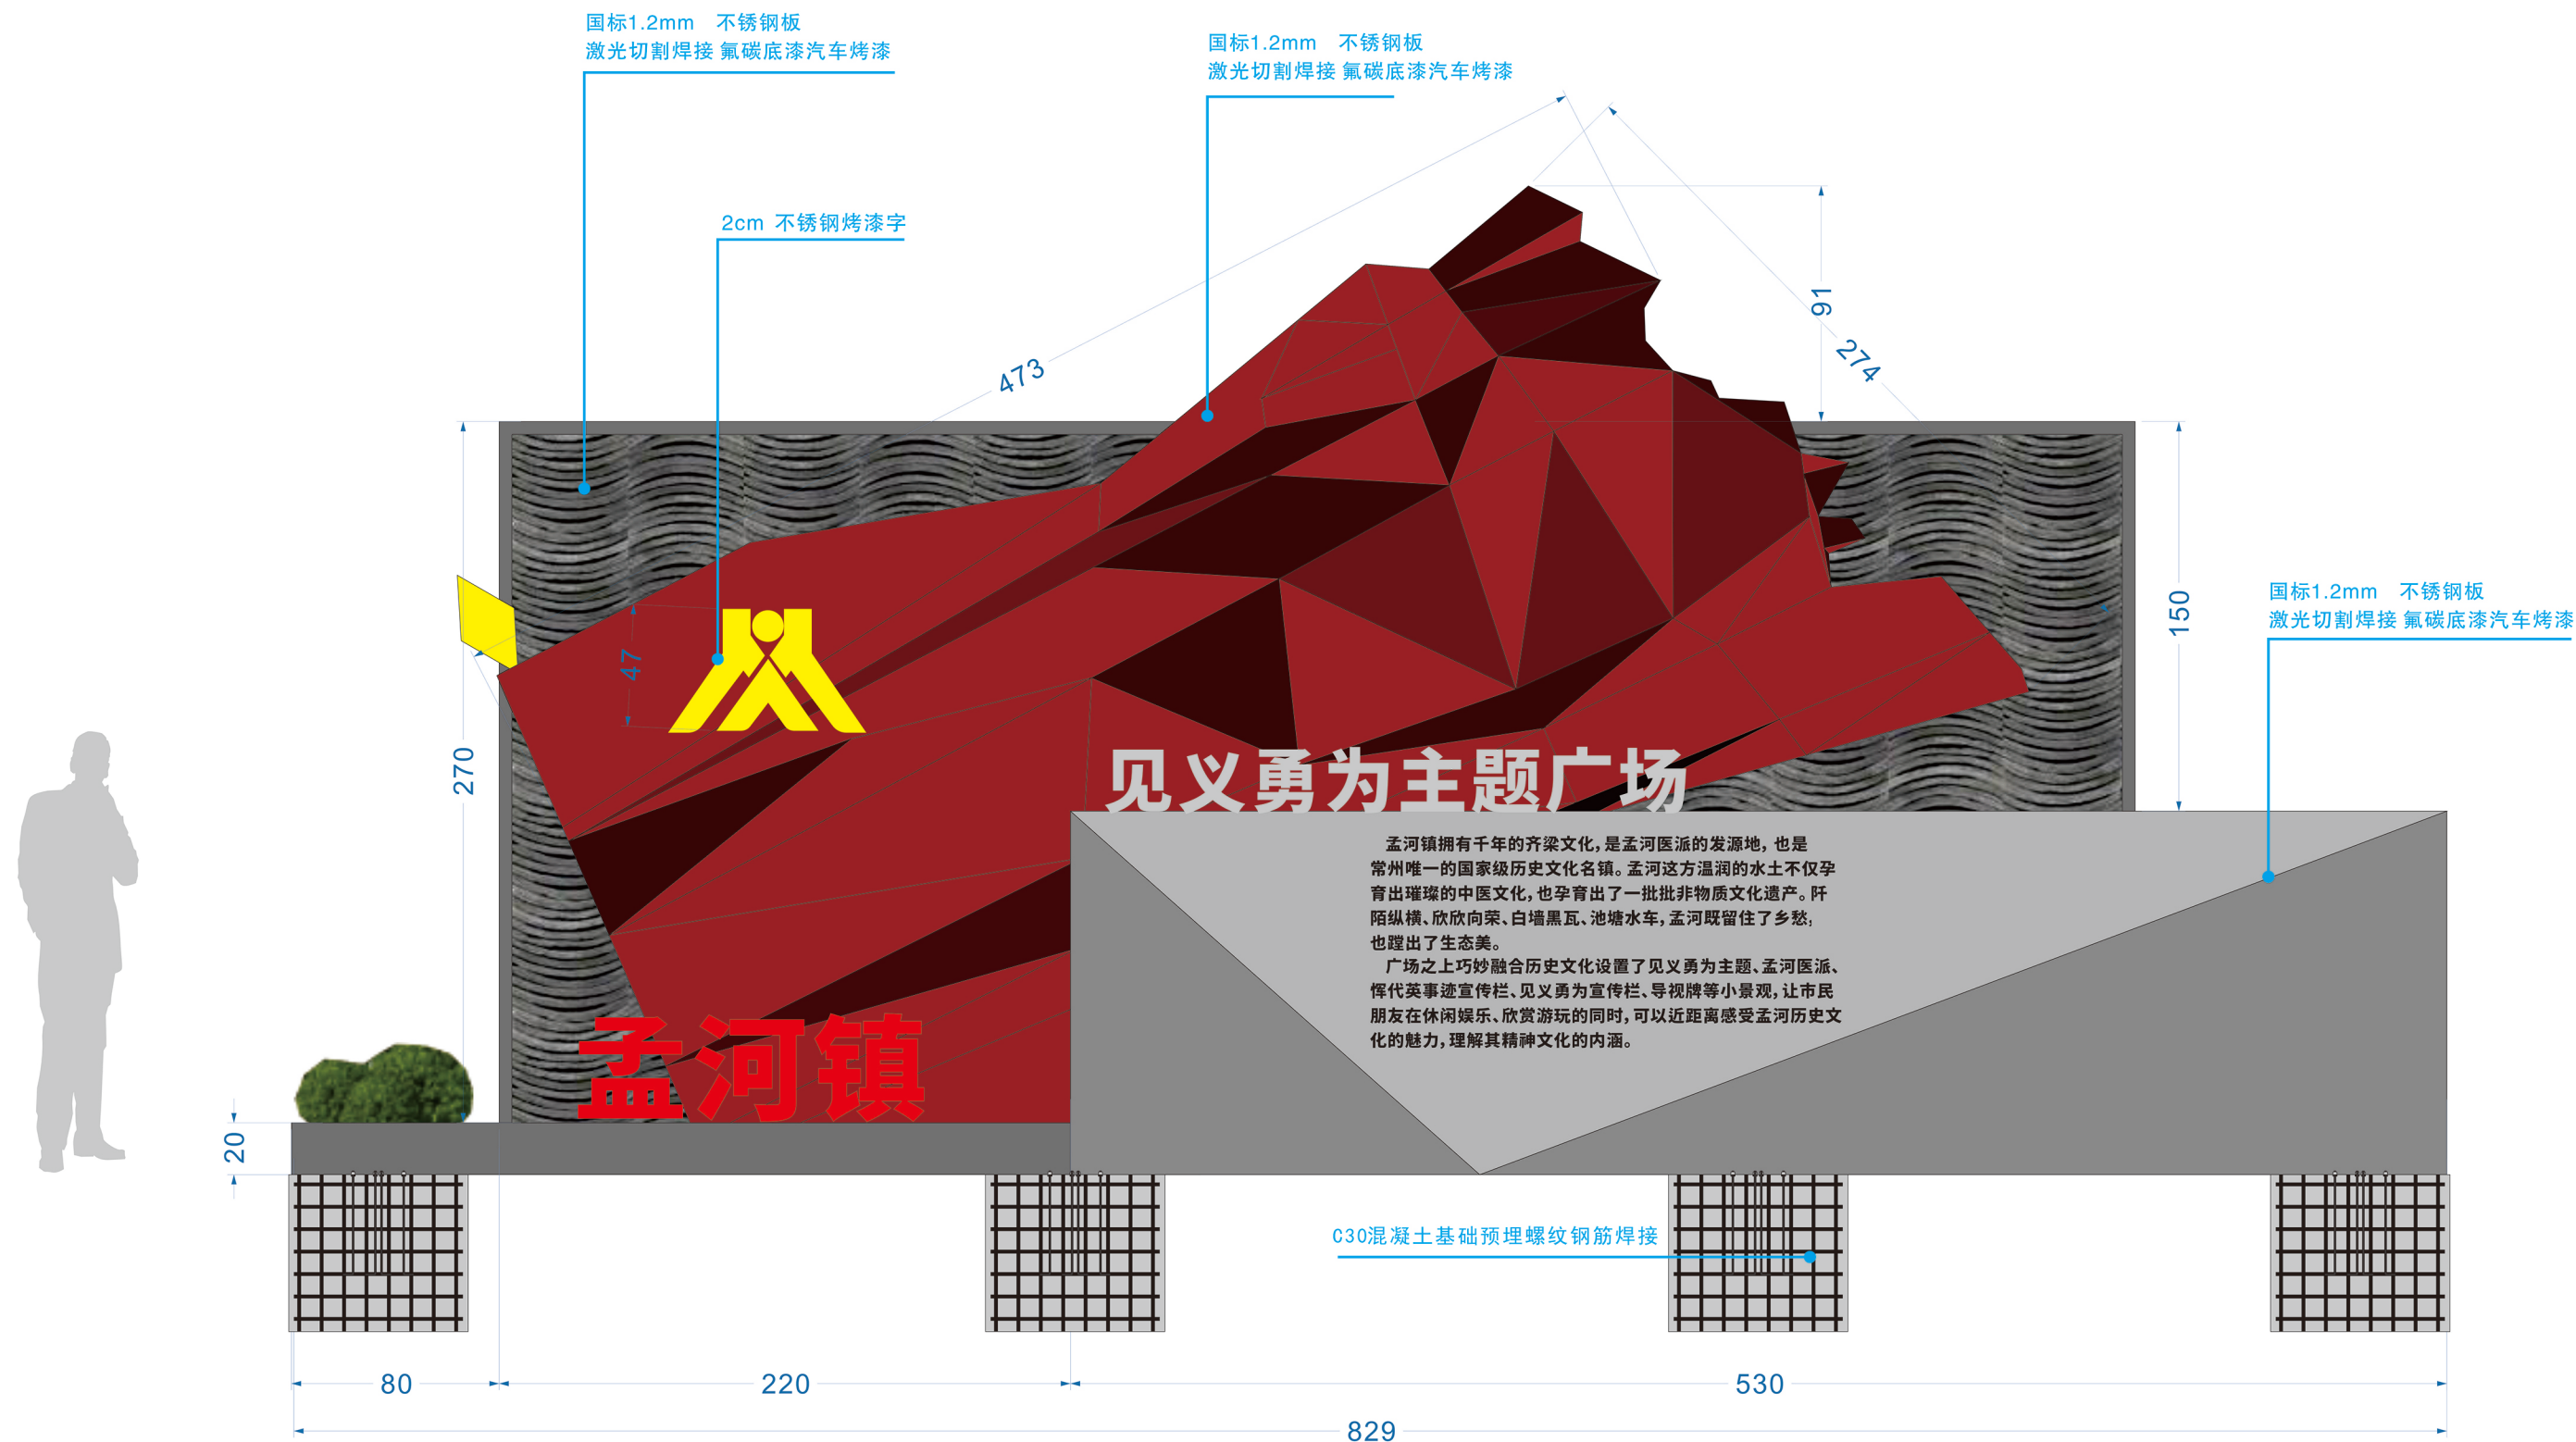 国标1.2mm 不锈钢板
激光切割焊接 氟碳底漆汽车烤漆
国标1.2mm 不锈钢板
激光切割焊接 氟碳底漆汽车烤漆
2cm 不锈钢烤漆字
473
91
274
47
270
150
国标1.2mm 不锈钢板
激光切割焊接 氟碳底漆汽车烤漆
见义勇为主题广场
孟河镇拥有千年的齐梁文化,是孟河医派的发源地, 也是
常州唯一的国家级历史文化名镇。孟河这方温润的水土不仅孕
育出璀璨的中医文化,也孕育出了一批批非物质文化遗产。阡
陌纵横、欣欣向荣、白墙黑瓦、池塘水车,孟河既留住了乡愁,
也蹚出了生态美。
广场之上巧妙融合历史文化设置了见义勇为主题、孟河医派、
恽代英事迹宣传栏、见义勇为宣传栏、导视牌等小景观,让市民
朋友在休闲娱乐、欣赏游玩的同时,可以近距离感受孟河历史文
化的魅力,理解其精神文化的内涵。
孟河镇
20
C30混凝土基础预埋螺纹钢筋焊接
80
220
530
829